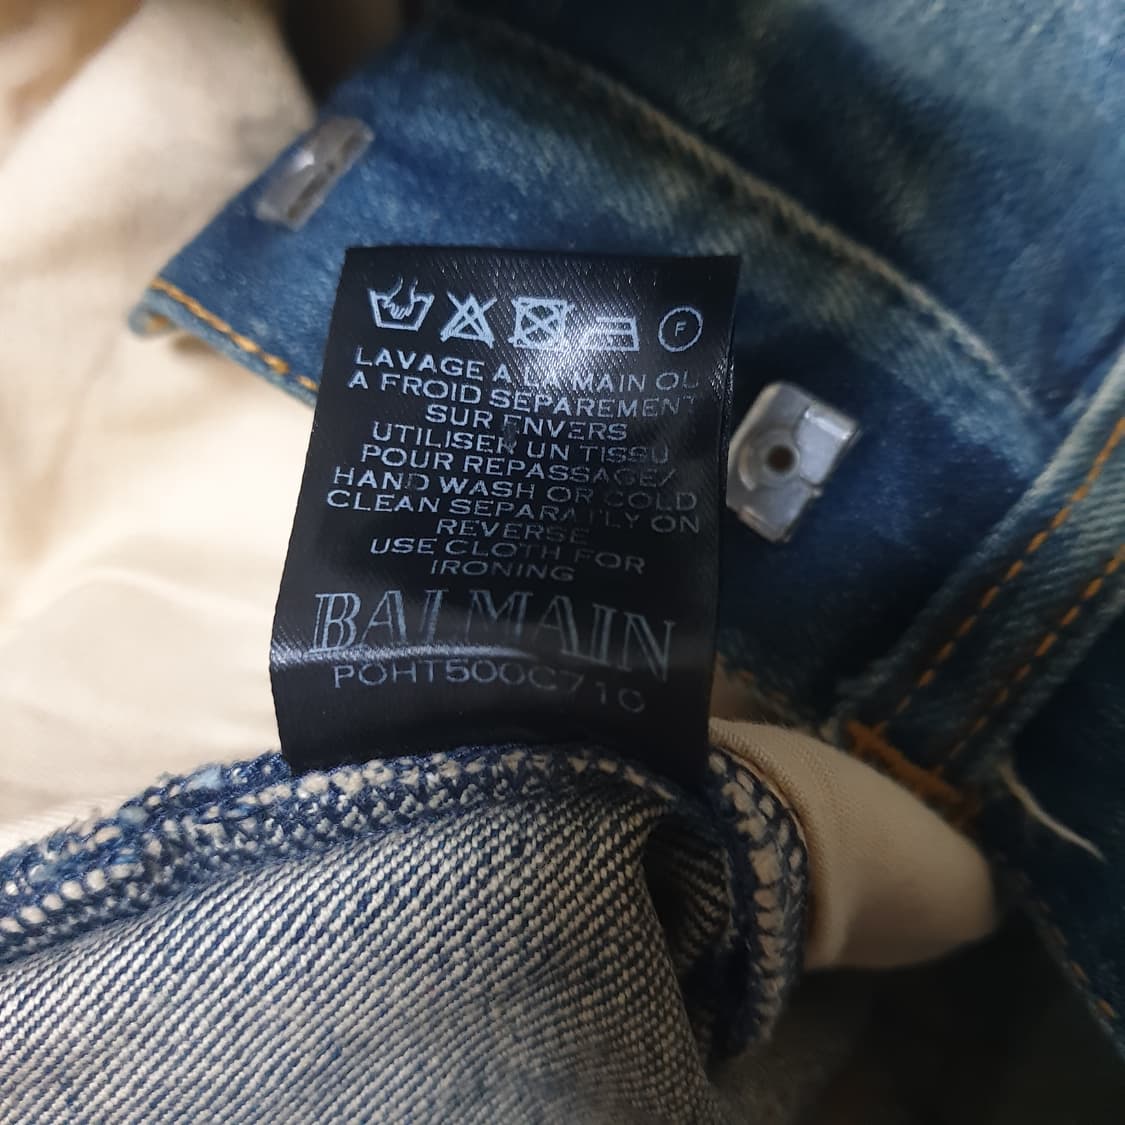 F
LAVAGE A LA MAIN OU
A FROID SEPAREMENT
SUR ENVERS
UTILISER UN TISSU
POUR REPASSAGE/
HAND WASH OR COLD
CLEAN SEPARATLY ON
REVERSE
USE CLOTH FOR
IRONING
BALMAIN
POHT500C710